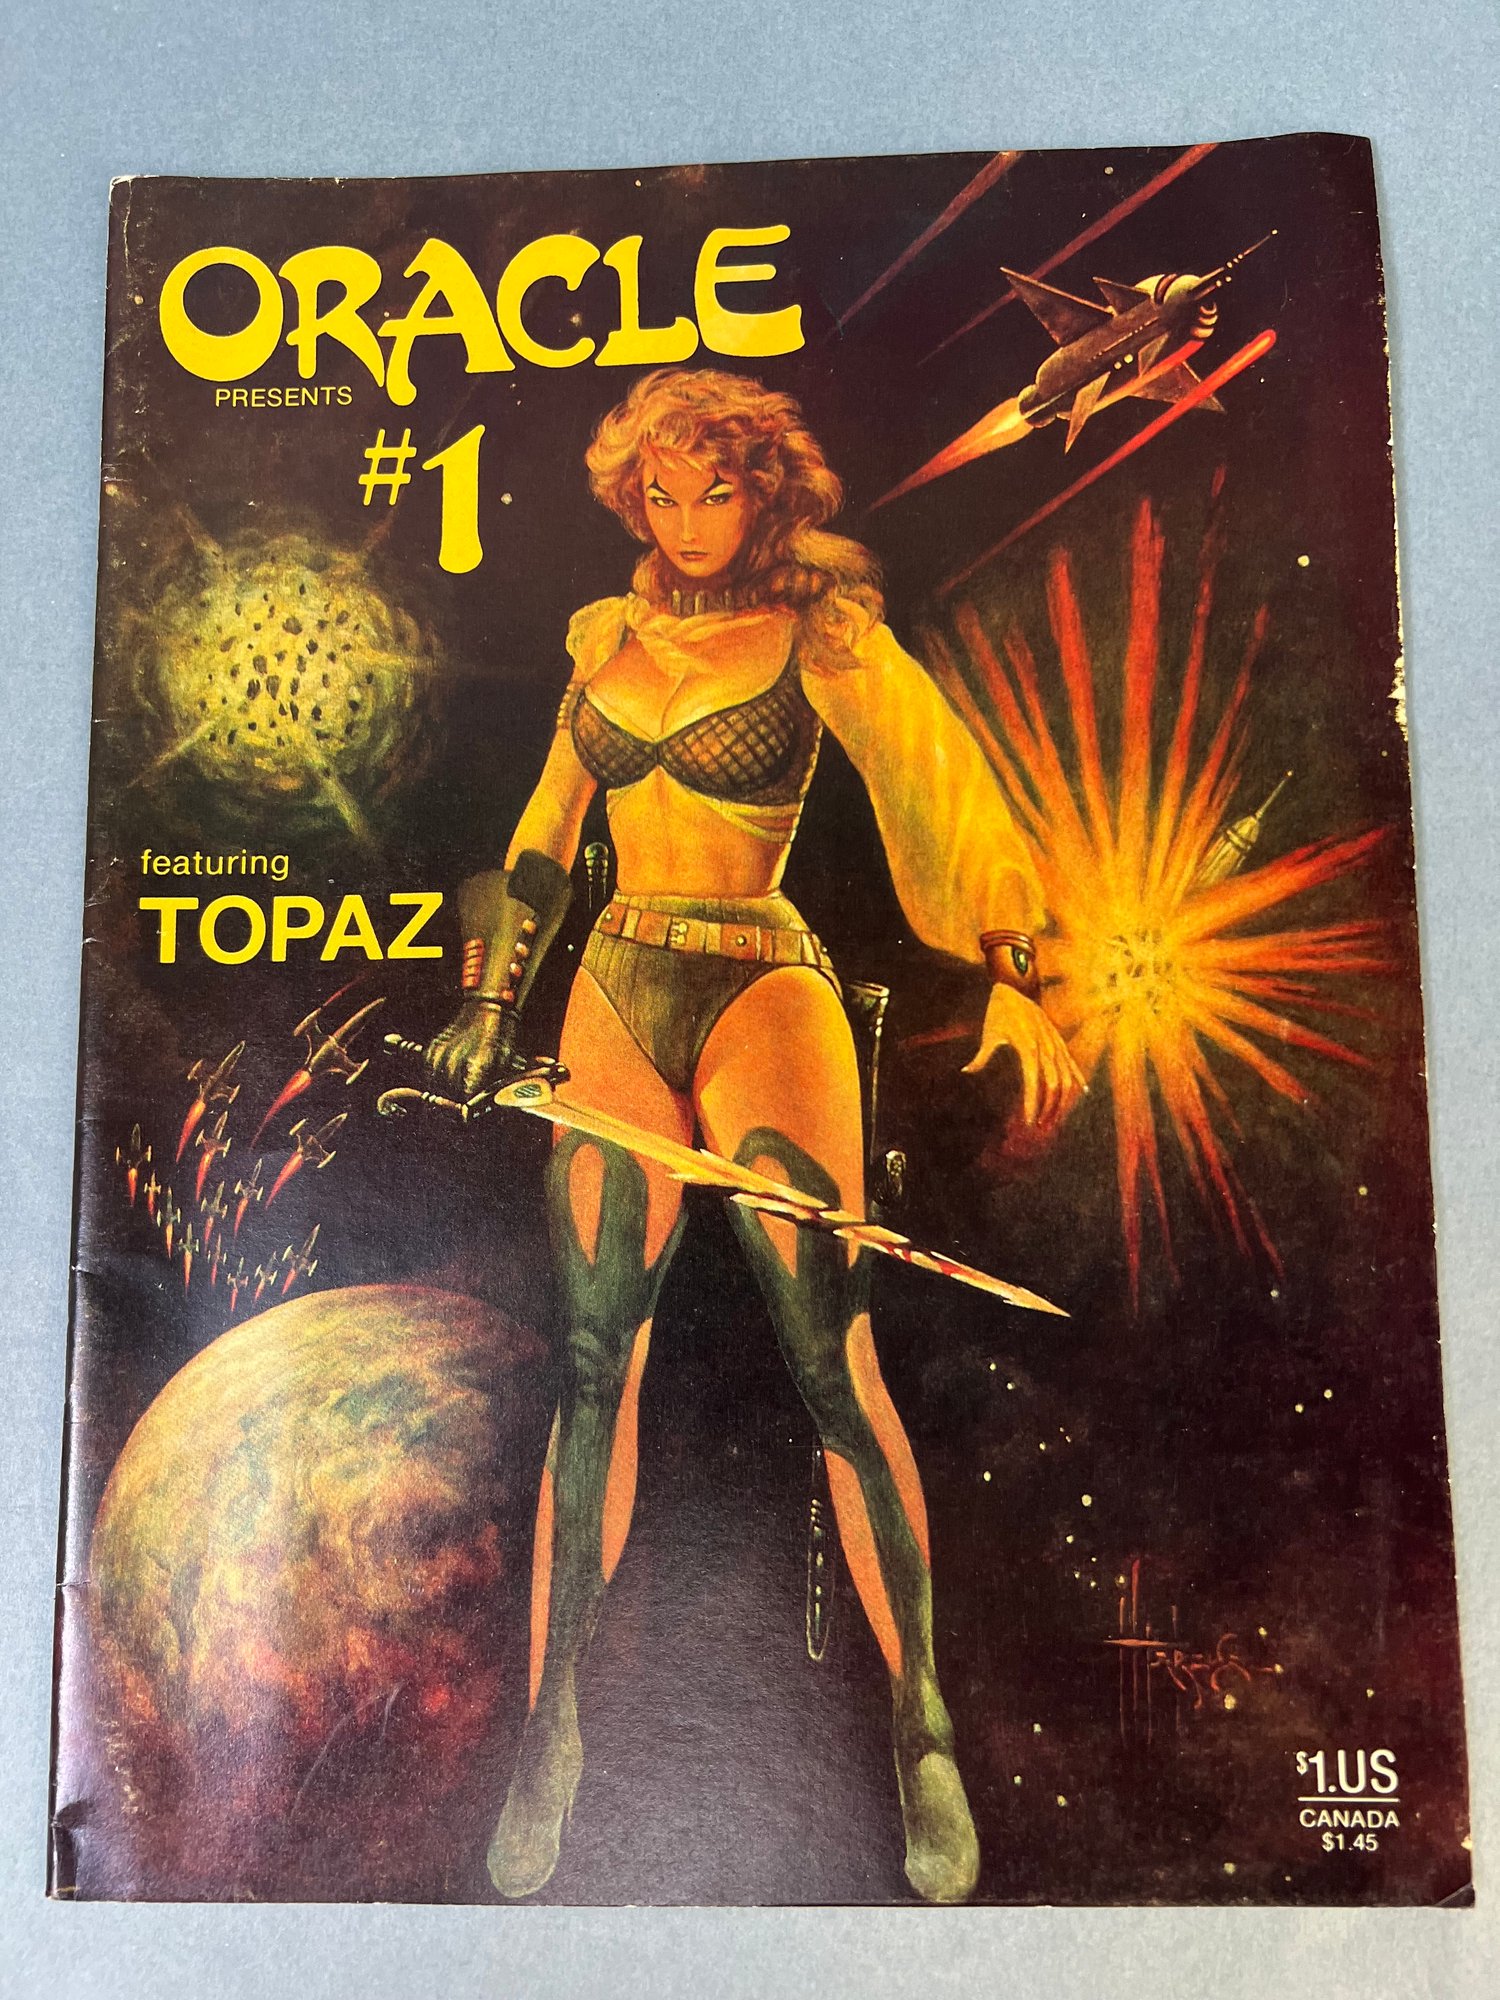 ORACLE
PRESENTS
#1
featuring
TOPAZ
$1.US
CANADA
$1.45